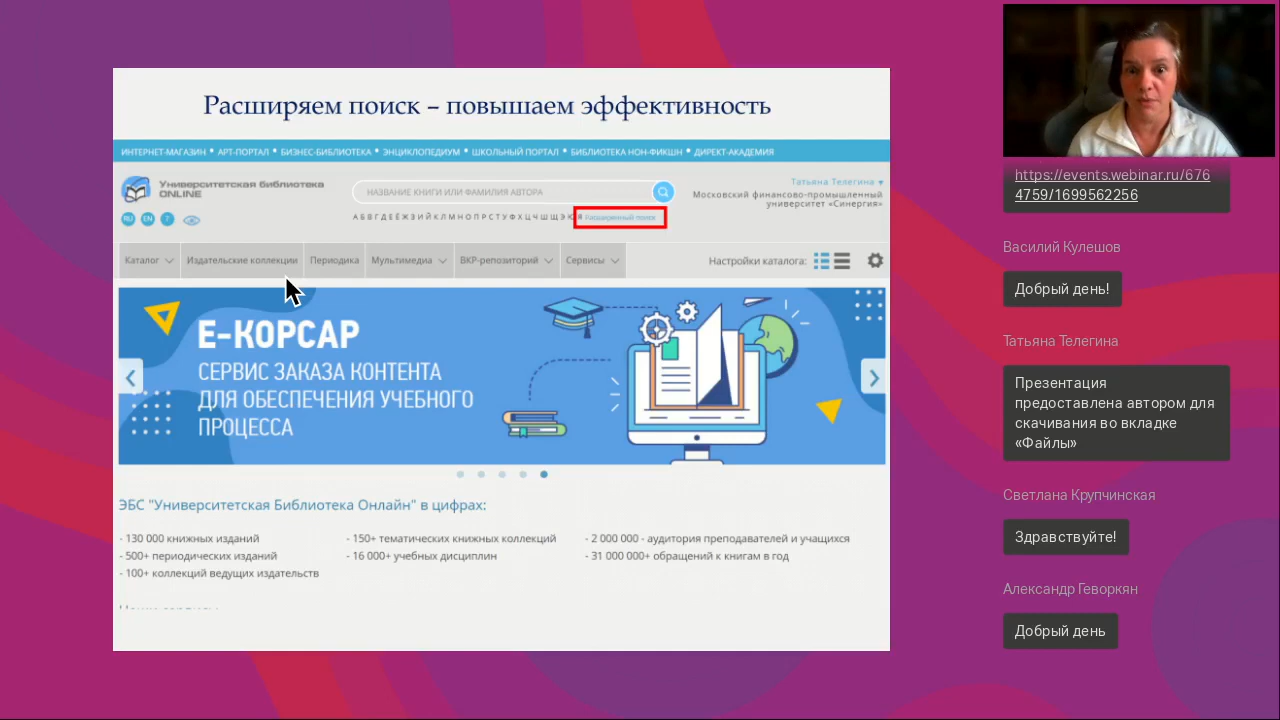 Расширяем поиск – повышаем эффективность
ИНТЕРНЕТ-МАГАЗИН • АРТ-ПОРТАЛ • БИЗНЕС-БИБЛИОТЕКА • ЭНЦИКЛОПЕДИУМ • ШКОЛЬНЫЙ ПОРТАЛ • БИБЛИОТЕКА НОН-ФИКШН • ДИРЕКТ-АКАДЕМИЯ
Университетская библиотека
ONLINE
НАЗВАНИЕ КНИГИ ИЛИ ФАМИЛИЯ АВТОРА
Татьяна Телегина
Московский финансово-промышленный
университет «Синергия»
RU EN T
А Б В Г Д Е Ё Ж З И Й К Л М Н О П Р С Т У Ф Х Ц Ч Ш Щ Э Ю Я Расширенный поиск
Каталог Издательские коллекции Периодика Мультимедиа ВКР-репозиторий Сервисы Настройки каталога:
Е-КОРСАР
СЕРВИС ЗАКАЗА КОНТЕНТА
ДЛЯ ОБЕСПЕЧЕНИЯ УЧЕБНОГО
ПРОЦЕССА
ЭБС "Университетская Библиотека Онлайн" в цифрах:
- 130 000 книжных изданий
- 500+ периодических изданий
- 100+ коллекций ведущих издательств
- 150+ тематических книжных коллекций
- 16 000+ учебных дисциплин
- 2 000 000 - аудитория преподавателей и учащихся
- 31 000 000+ обращений к книгам в год
https://events.webinar.ru/676
4759/1699562256
Василий Кулешов
Добрый день!
Татьяна Телегина
Презентация
предоставлена автором для
скачивания во вкладке
«Файлы»
Светлана Крупчинская
Здравствуйте!
Александр Геворкян
Добрый день